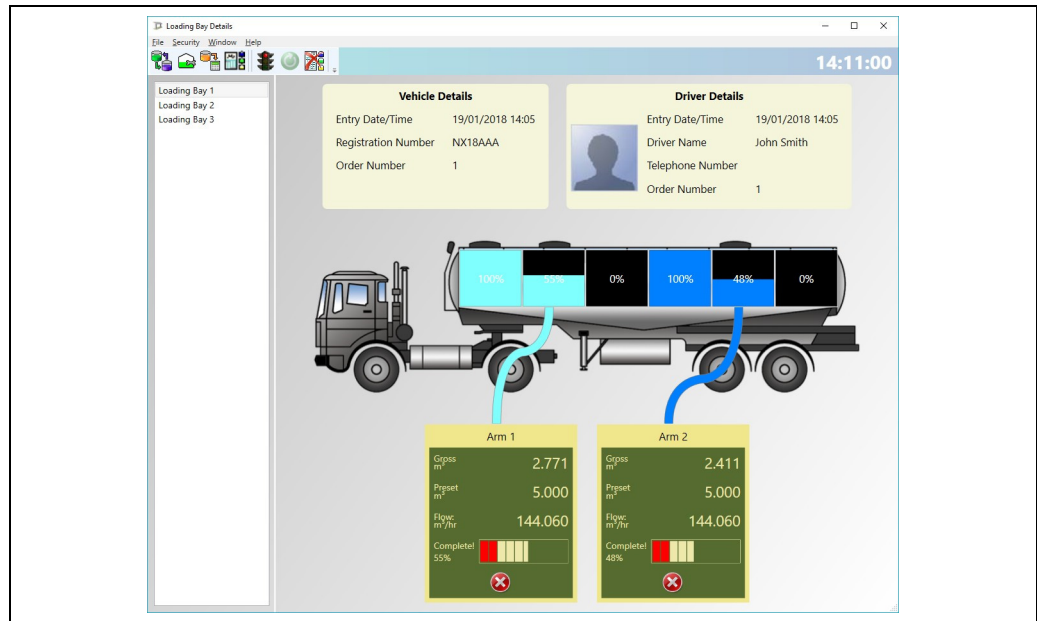 Loading Bay Details
File Security Window Help
14:11:00
Loading Bay 1
Loading Bay 2
Loading Bay 3
Vehicle Details
Entry Date/Time 19/01/2018 14:05
Registration Number NX18AAA
Order Number 1
Driver Details
Entry Date/Time 19/01/2018 14:05
Driver Name John Smith
Telephone Number
Order Number 1
100% 55% 0% 100% 48% 0%
Arm 1
Gross
m³ 2.771
Preset
m³ 5.000
Flow:
m³/hr 144.060
Complete!
55%
Arm 2
Gross
m³ 2.411
Preset
m³ 5.000
Flow:
m³/hr 144.060
Complete!
48%